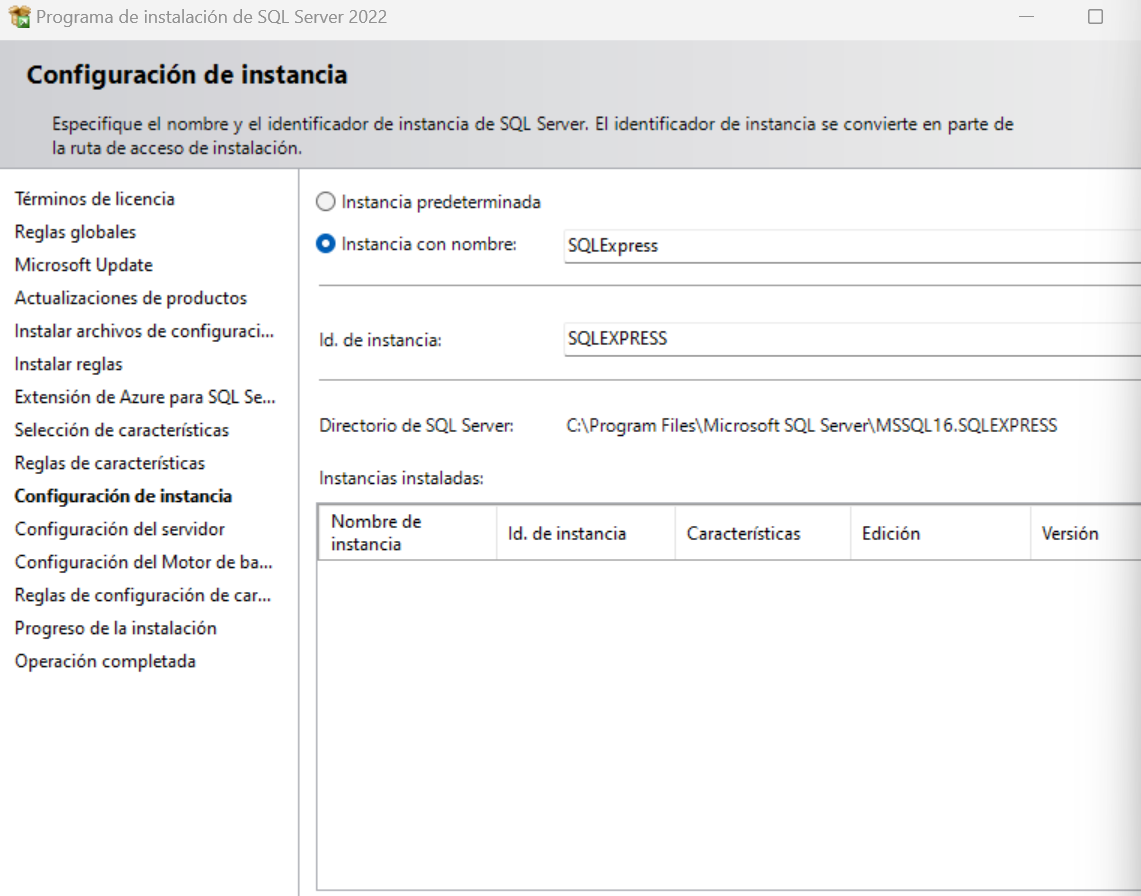 Programa de instalación de SQL Server 2022
Configuración de instancia
Especifique el nombre y el identificador de instancia de SQL Server. El identificador de instancia se convierte en parte de
la ruta de acceso de instalación.
Términos de licencia
Reglas globales
Microsoft Update
Actualizaciones de productos
Instalar archivos de configuraci...
Instalar reglas
Extensión de Azure para SQL Se...
Selección de características
Reglas de características
Configuración de instancia
Configuración del servidor
Configuración del Motor de ba...
Reglas de configuración de car...
Progreso de la instalación
Operación completada
Instancia predeterminada
Instancia con nombre: SQLExpress
Id. de instancia: SQLEXPRESS
Directorio de SQL Server: C:\Program Files\Microsoft SQL Server\MSSQL16.SQLEXPRESS
Instancias instaladas:
Nombre de
instancia
Id. de instancia
Características
Edición
Versión